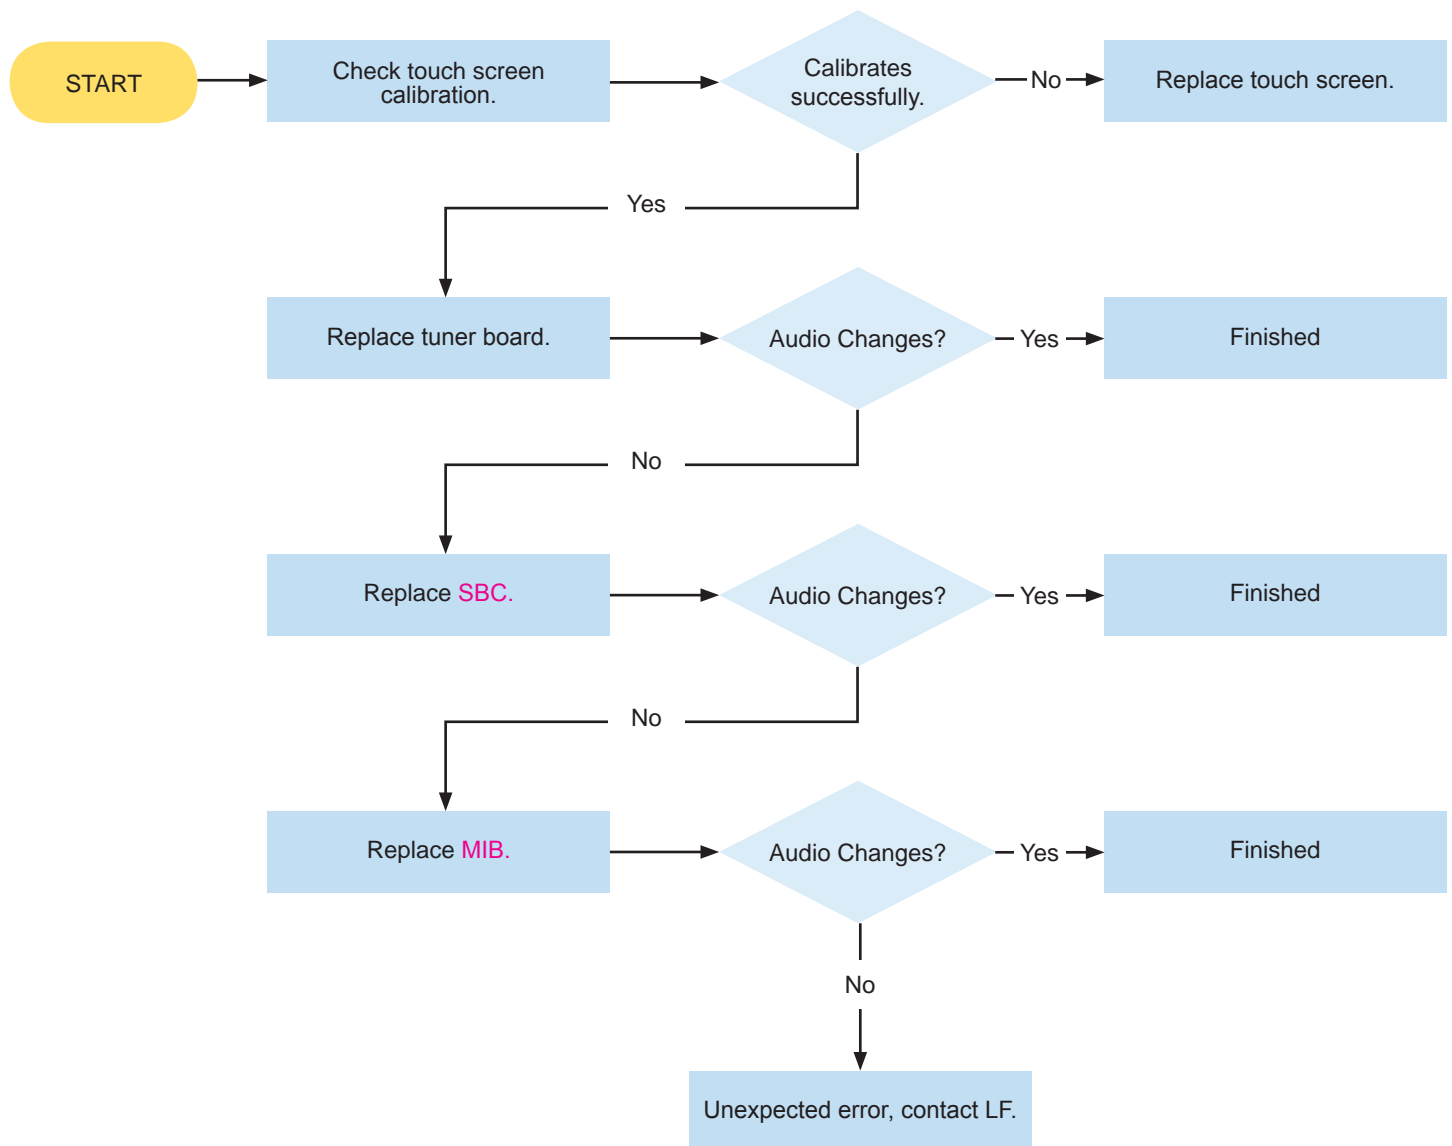 START
Check touch screen
calibration.
Calibrates
successfully.
No
Replace touch screen.
Yes
Replace tuner board.
Audio Changes?
Yes
Finished
No
Replace SBC.
Audio Changes?
Yes
Finished
No
Replace MIB.
Audio Changes?
Yes
Finished
No
Unexpected error, contact LF.